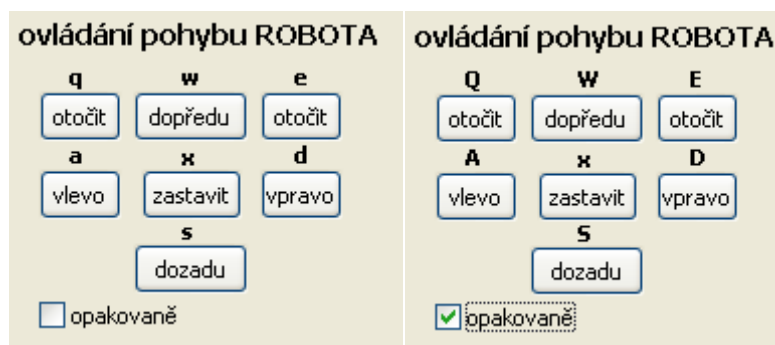 ovládání pohybu ROBOTA
q w e
otočit dopředu otočit
a x d
vlevo zastavit vpravo
s
dozadu
opakovaně
ovládání pohybu ROBOTA
Q W E
otočit dopředu otočit
A x D
vlevo zastavit vpravo
S
dozadu
opakovaně